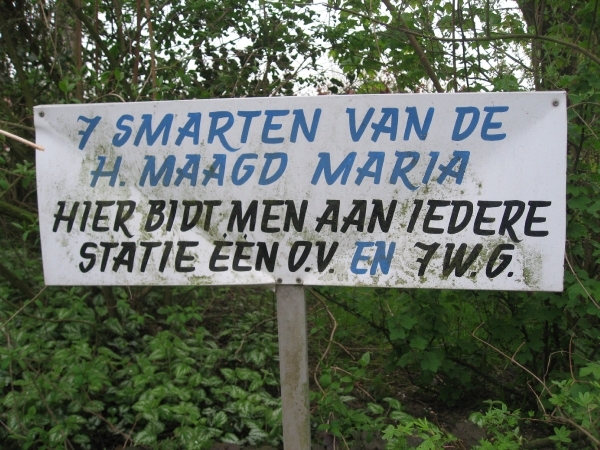 7 SMARTEN VAN DE
H. MAAGD MARIA
HIER BIDT MEN AAN IEDERE
STATIE EEN O.V. EN 7 W.G.